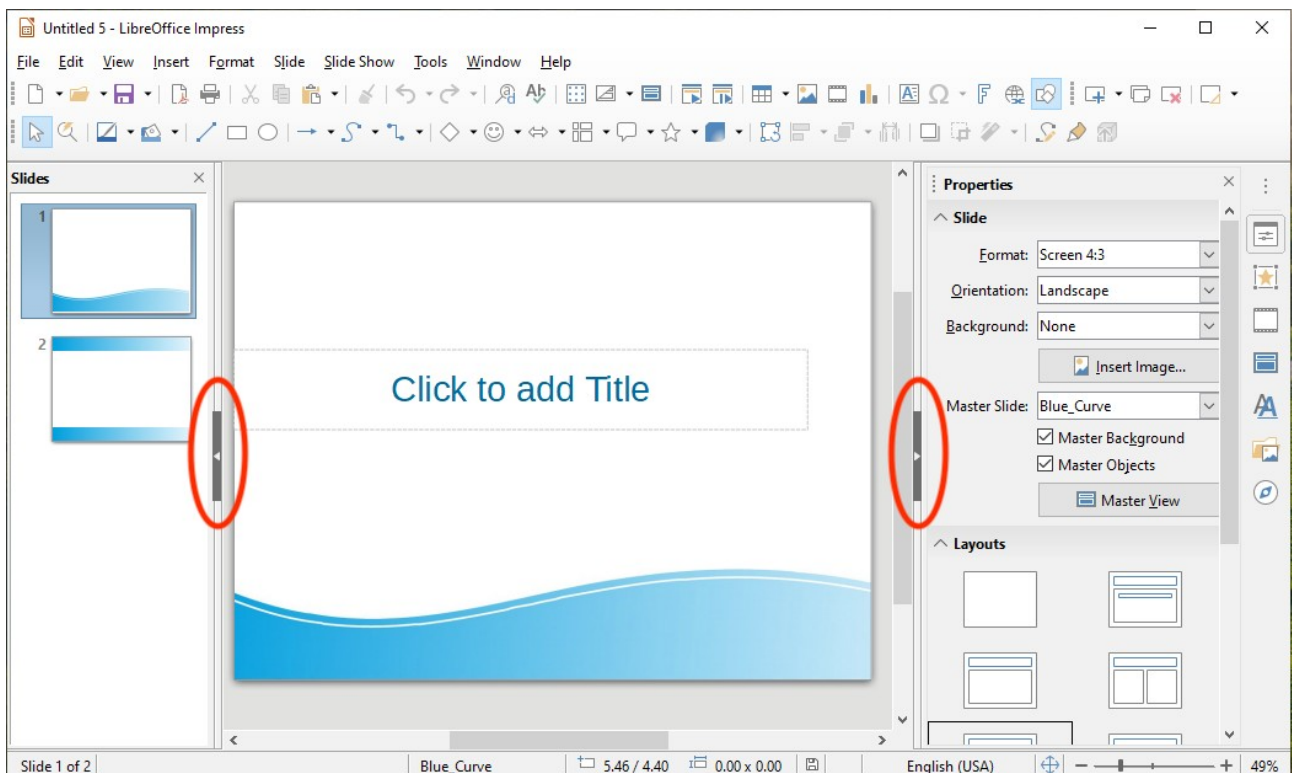 Untitled 5 - LibreOffice Impress
File Edit View Insert Format Slide Slide Show Tools Window Help
Slides
1
2
Click to add Title
Properties
Slide
Format: Screen 4:3
Orientation: Landscape
Background: None
Insert Image...
Master Slide: Blue_Curve
Master Background
Master Objects
Master View
Layouts
Slide 1 of 2 Blue_Curve 5.46 / 4.40 0.00 x 0.00 English (USA) 49%